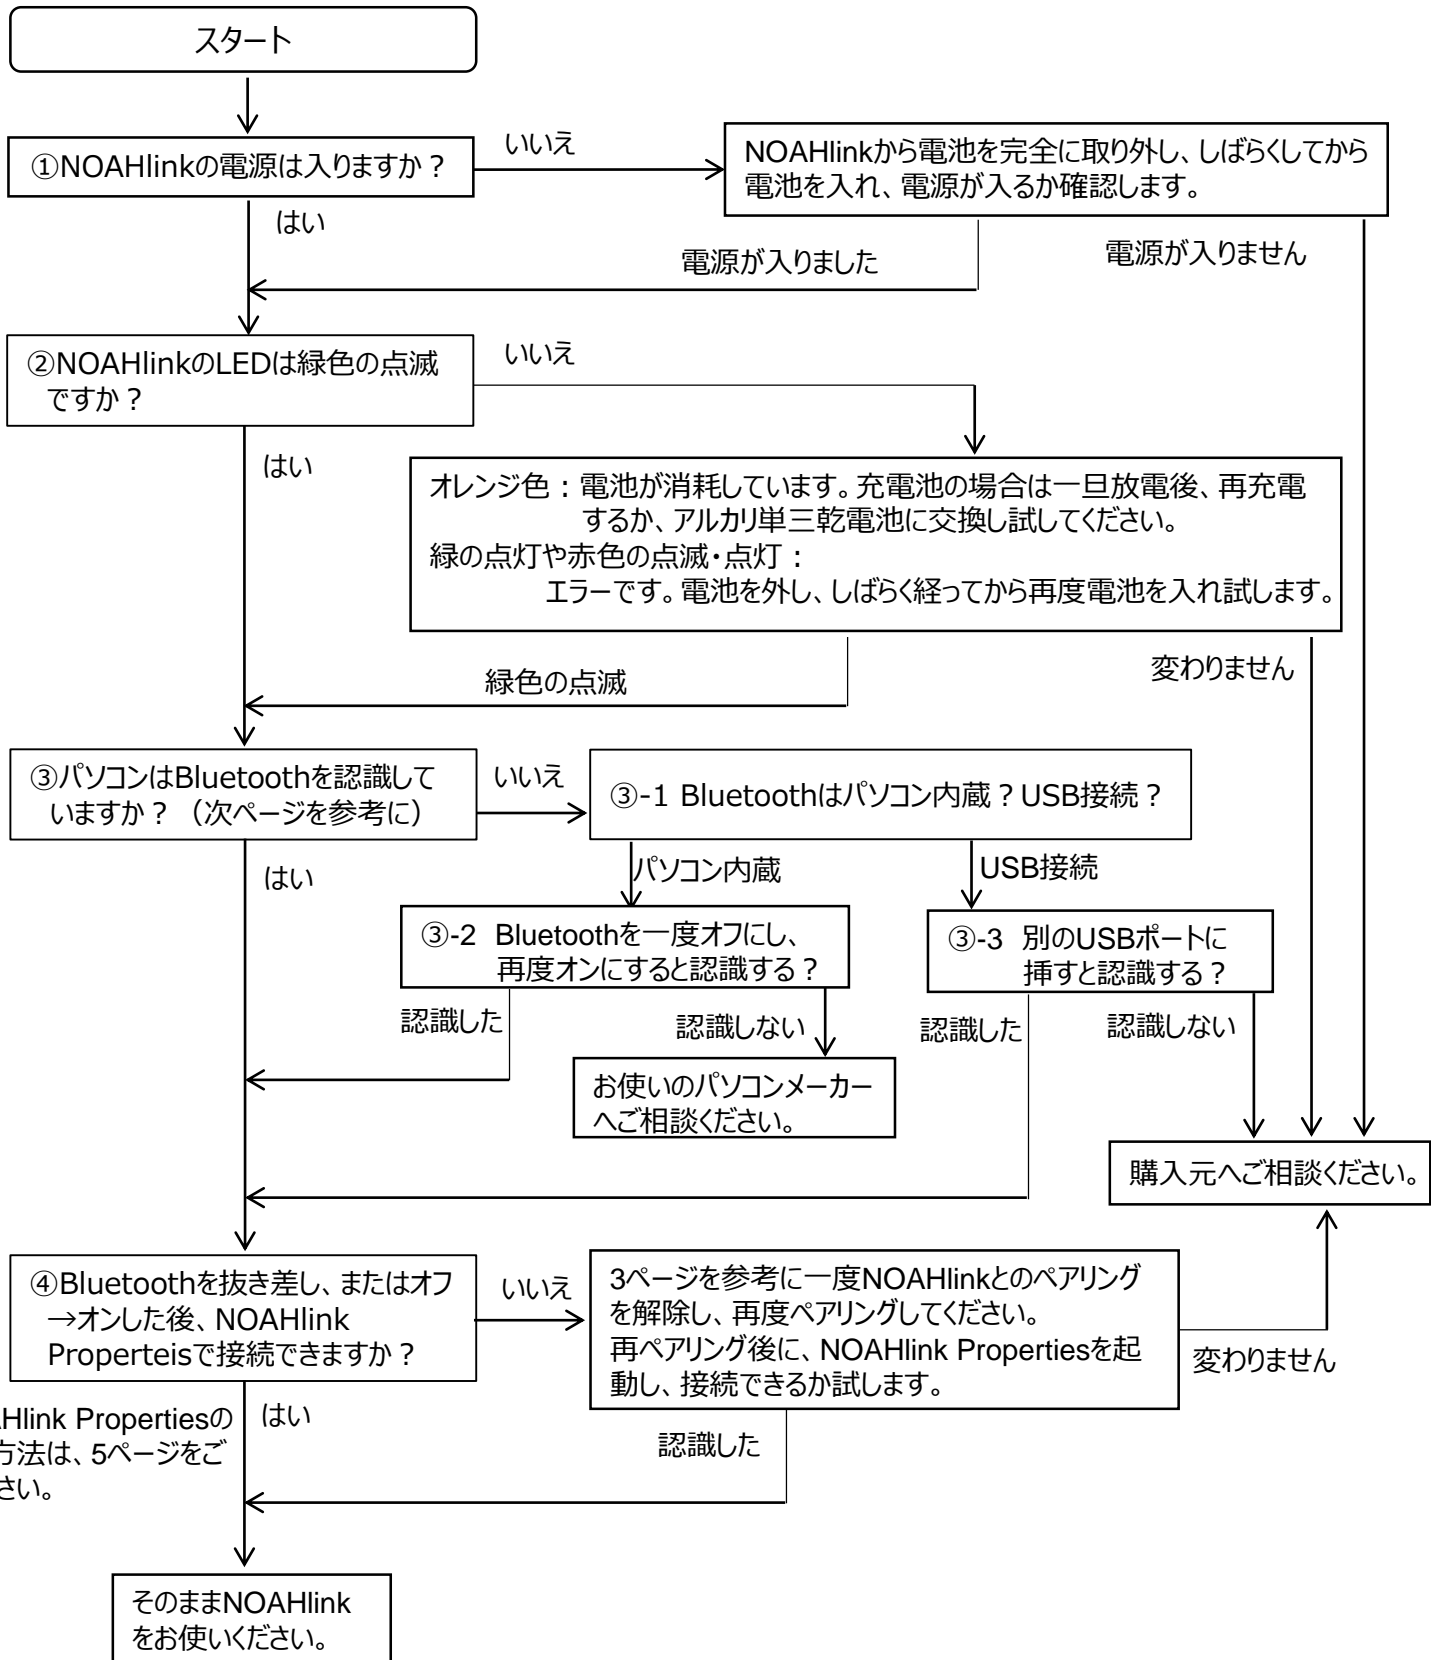 スタート
①NOAHlinkの電源は入りますか？
いいえ
NOAHlinkから電池を完全に取り外し、しばらくしてから
電池を入れ、電源が入るか確認します。
はい
電源が入りました
電源が入りません
②NOAHlinkのLEDは緑色の点滅
ですか？
いいえ
はい
オレンジ色：電池が消耗しています。充電池の場合は一旦放電後、再充電
するか、アルカリ単三乾電池に交換し試してください。
緑の点灯や赤色の点滅・点灯：
エラーです。電池を外し、しばらく経ってから再度電池を入れ試します。
緑色の点滅
変わりません
③パソコンはBluetoothを認識して
いますか？（次ページを参考に）
いいえ
③-1 Bluetoothはパソコン内蔵？USB接続？
はい
パソコン内蔵
USB接続
③-2 Bluetoothを一度オフにし、
再度オンにすると認識する？
③-3 別のUSBポートに
挿すと認識する？
認識した
認識しない
認識した
認識しない
お使いのパソコンメーカー
へご相談ください。
購入元へご相談ください。
④Bluetoothを抜き差し、またはオフ
→オンした後、NOAHlink
Properteisで接続できますか？
いいえ
3ページを参考に一度NOAHlinkとのペアリング
を解除し、再度ペアリングしてください。
再ペアリング後に、NOAHlink Propertiesを起
動し、接続できるか試します。
変わりません
AHlink Propertiesの
方法は、5ページをご
さい。
はい
認識した
そのままNOAHlink
をお使いください。